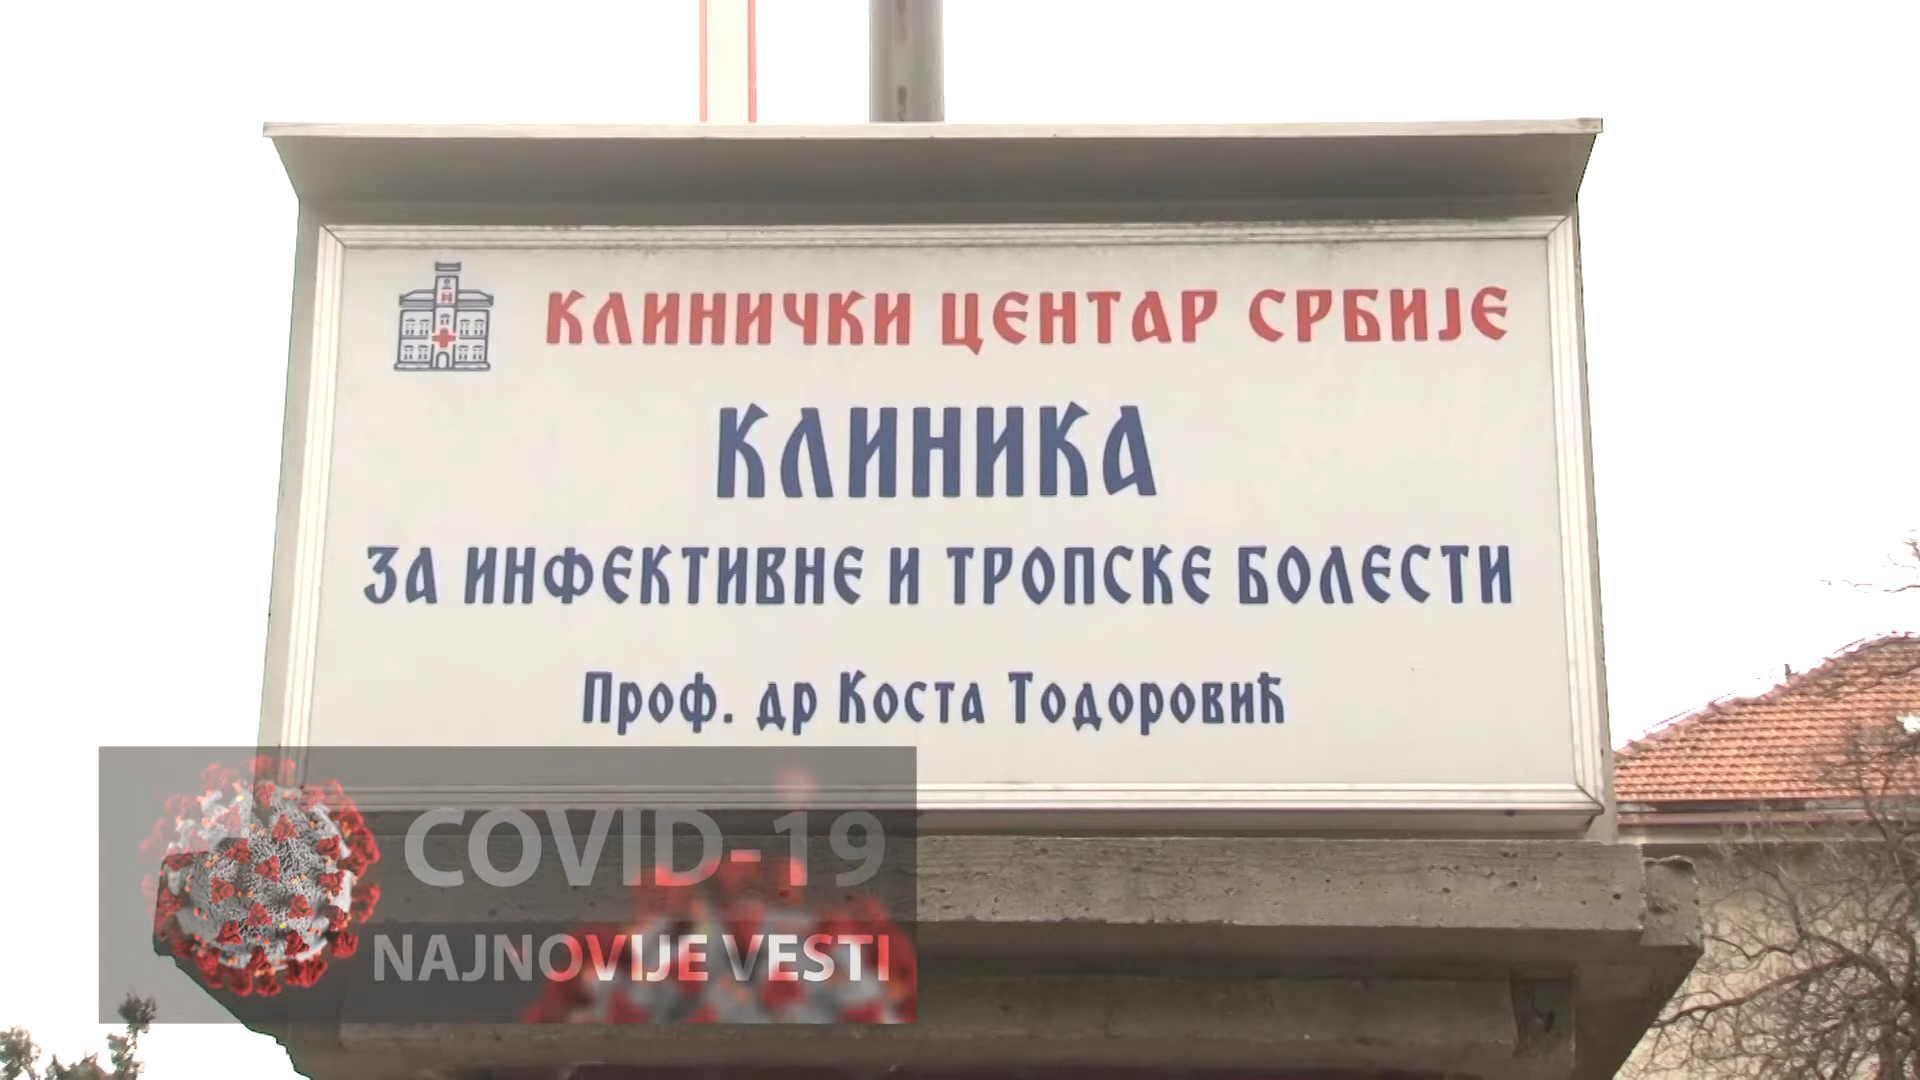 КЛИНИЧКИ ЦЕНТАР СРБИЈЕ
КЛИНИКА
ЗА ИНФЕКТИВНЕ И ТРОПСКЕ БОЛЕСТИ
Проф. др Коста Тодоровић
COVID-19
NAJNOVIJE VESTI